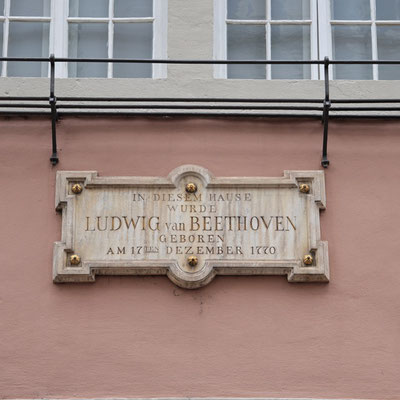 IN DIESEM HAUSE
WURDE
LUDWIG van BEETHOVEN
GEBOREN
AM 17TEN DEZEMBER 1770